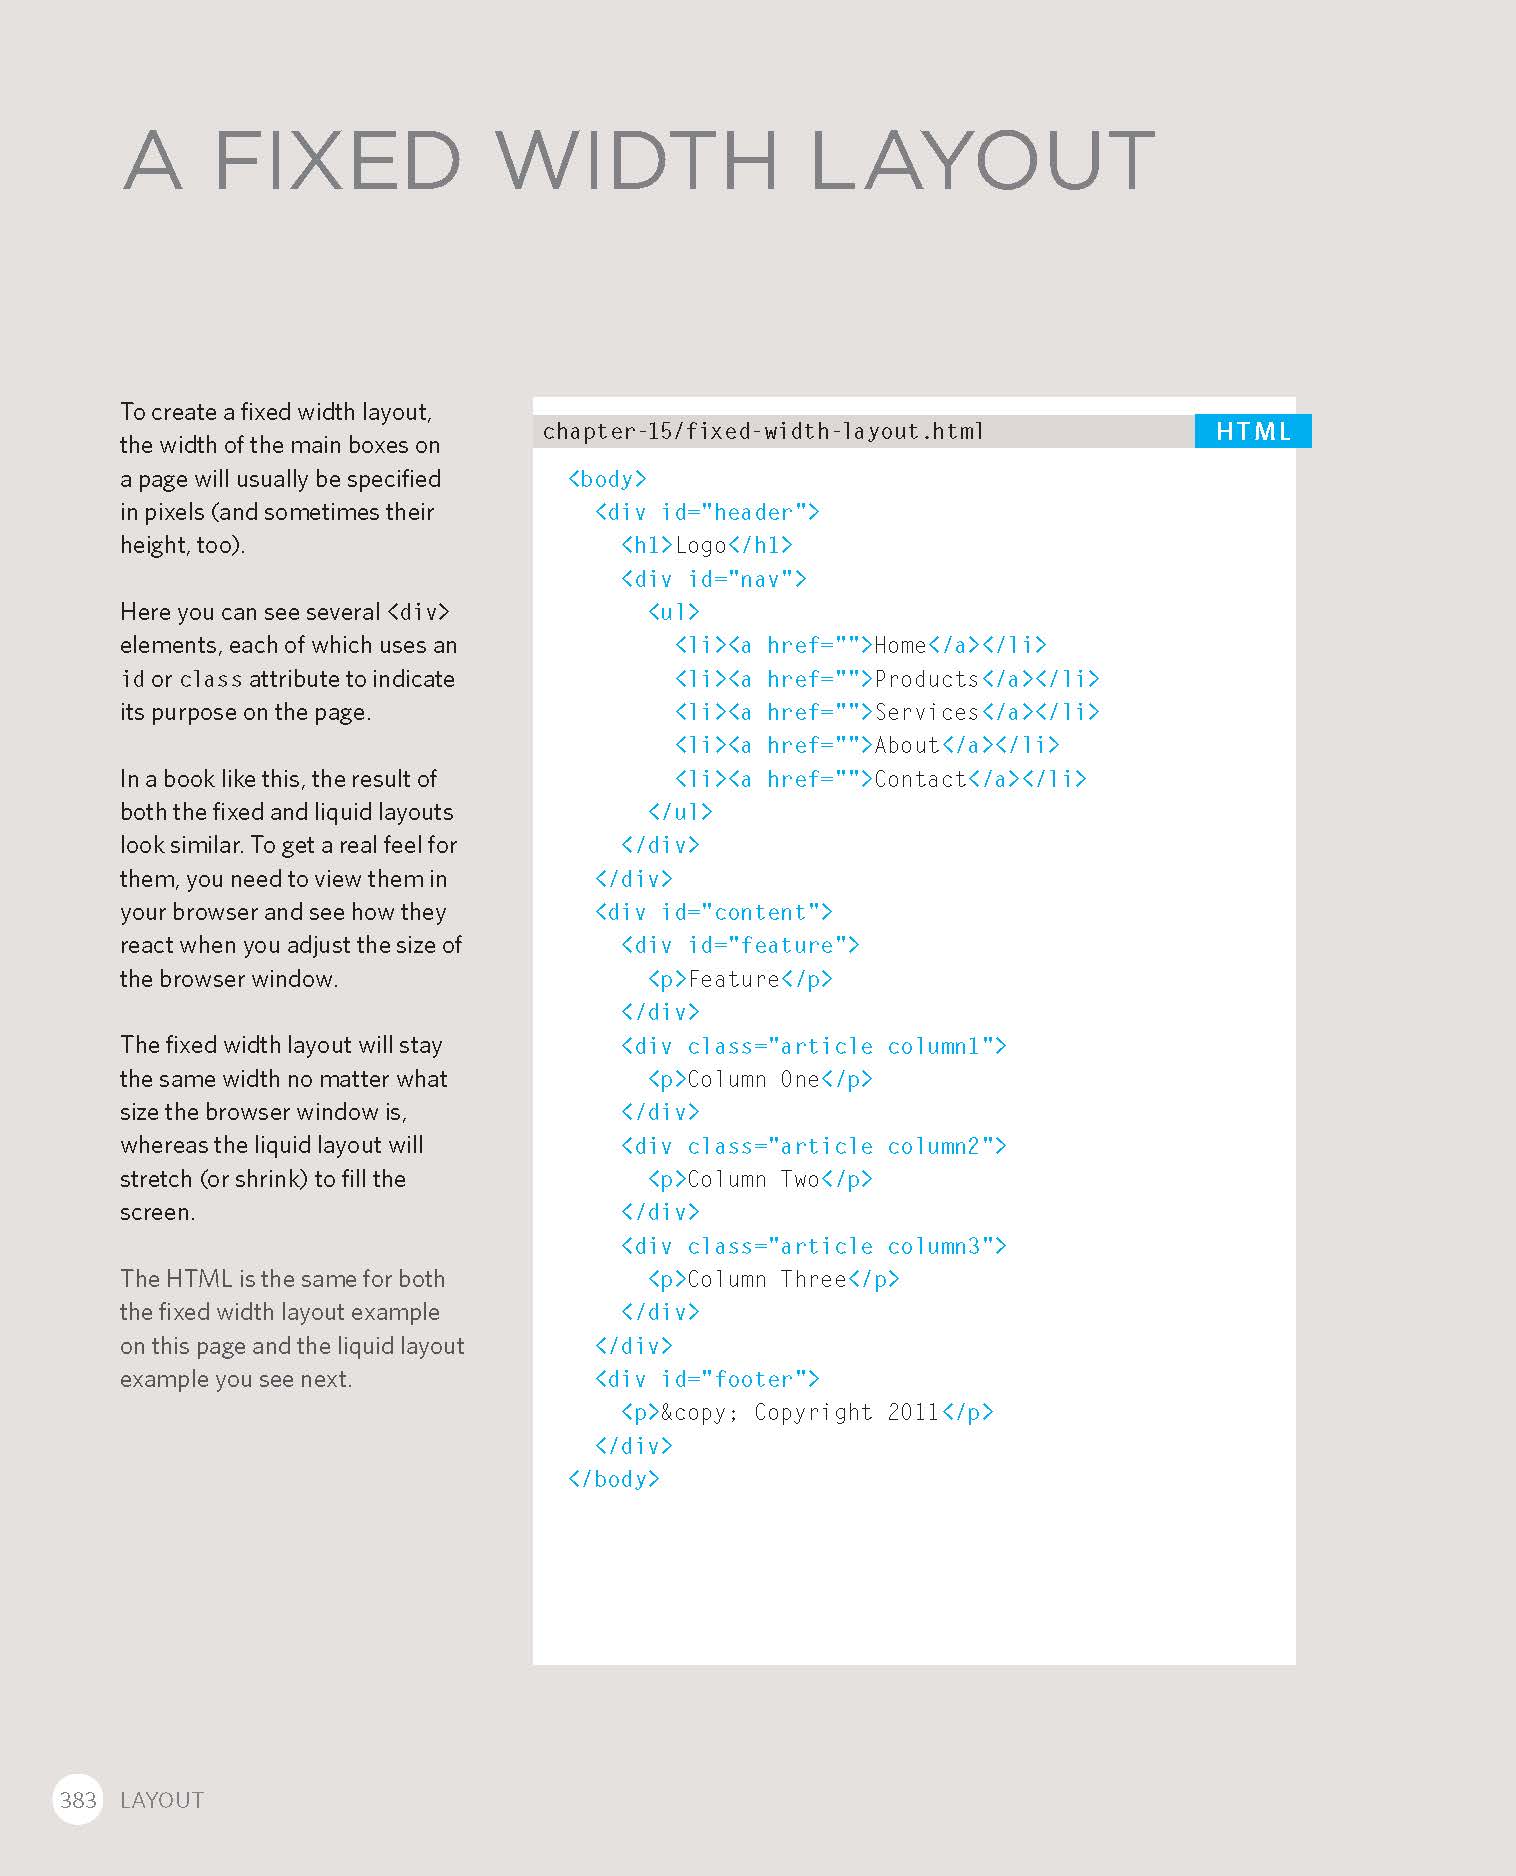 A FIXED WIDTH LAYOUT
To create a fixed width layout,
the width of the main boxes on
a page will usually be specified
in pixels (and sometimes their
height, too).
Here you can see several <div>
elements, each of which uses an
id or class attribute to indicate
its purpose on the page.
In a book like this, the result of
both the fixed and liquid layouts
look similar. To get a real feel for
them, you need to view them in
your browser and see how they
react when you adjust the size of
the browser window.
The fixed width layout will stay
the same width no matter what
size the browser window is,
whereas the liquid layout will
stretch (or shrink) to fill the
screen.
The HTML is the same for both
the fixed width layout example
on this page and the liquid layout
example you see next.
chapter-15/fixed-width-layout.html HTML
<body>
  <div id="header">
    <h1>Logo</h1>
    <div id="nav">
      <ul>
        <li><a href="">Home</a></li>
        <li><a href="">Products</a></li>
        <li><a href="">Services</a></li>
        <li><a href="">About</a></li>
        <li><a href="">Contact</a></li>
      </ul>
    </div>
  </div>
  <div id="content">
    <div id="feature">
      <p>Feature</p>
    </div>
    <div class="article column1">
      <p>Column One</p>
    </div>
    <div class="article column2">
      <p>Column Two</p>
    </div>
    <div class="article column3">
      <p>Column Three</p>
    </div>
  </div>
  <div id="footer">
    <p>&copy; Copyright 2011</p>
  </div>
</body>
383 LAYOUT